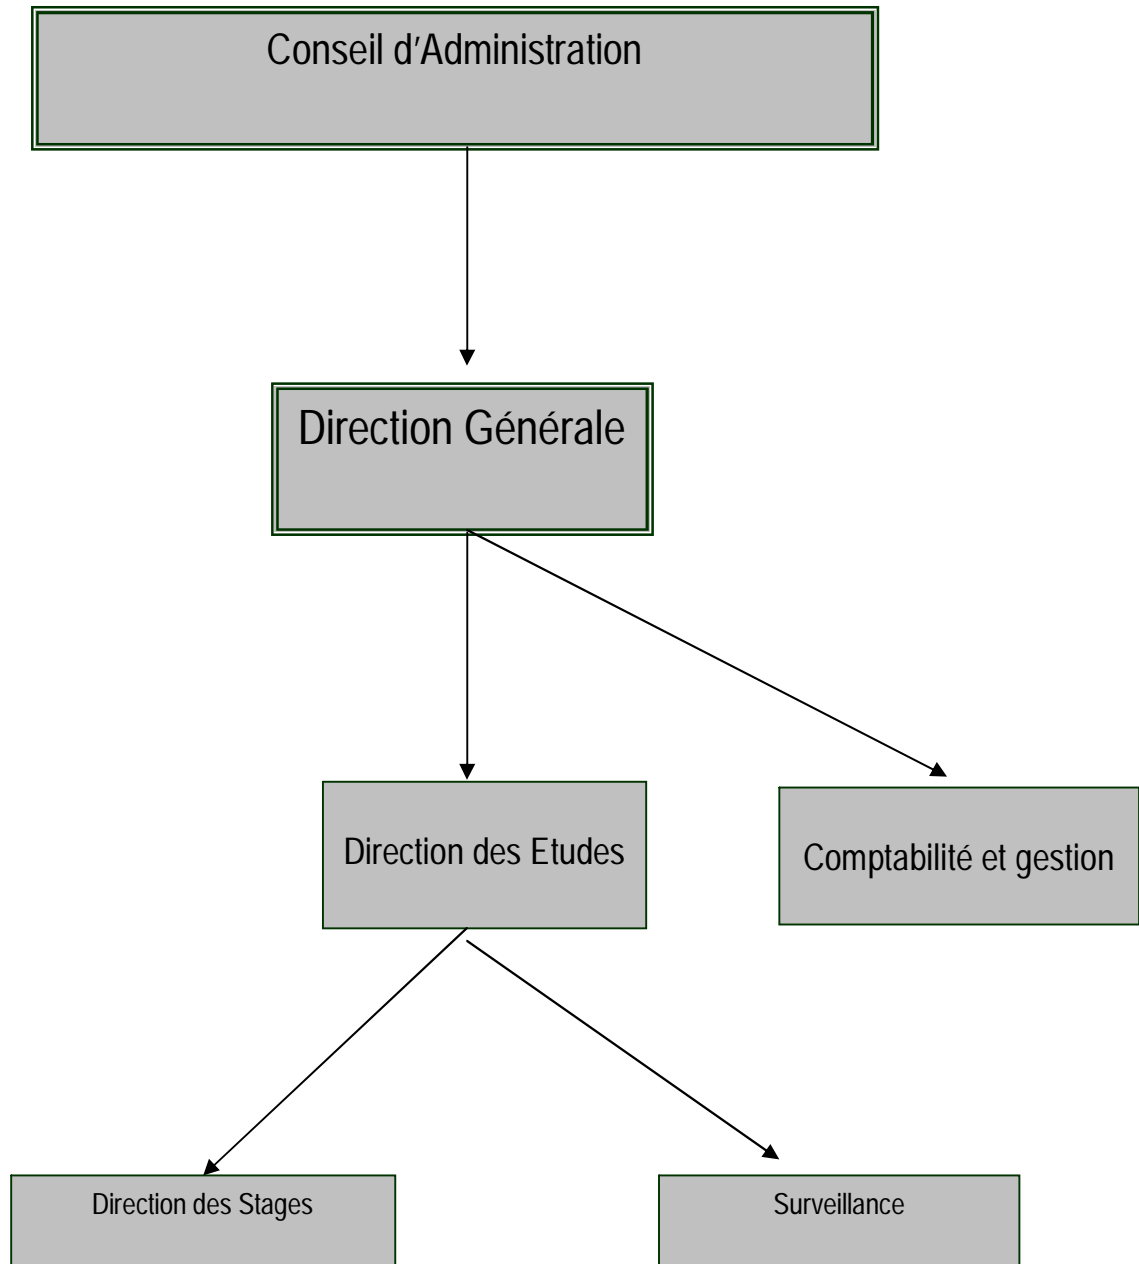 Conseil d'Administration
Direction Générale
Direction des Etudes
Comptabilité et gestion
Direction des Stages
Surveillance